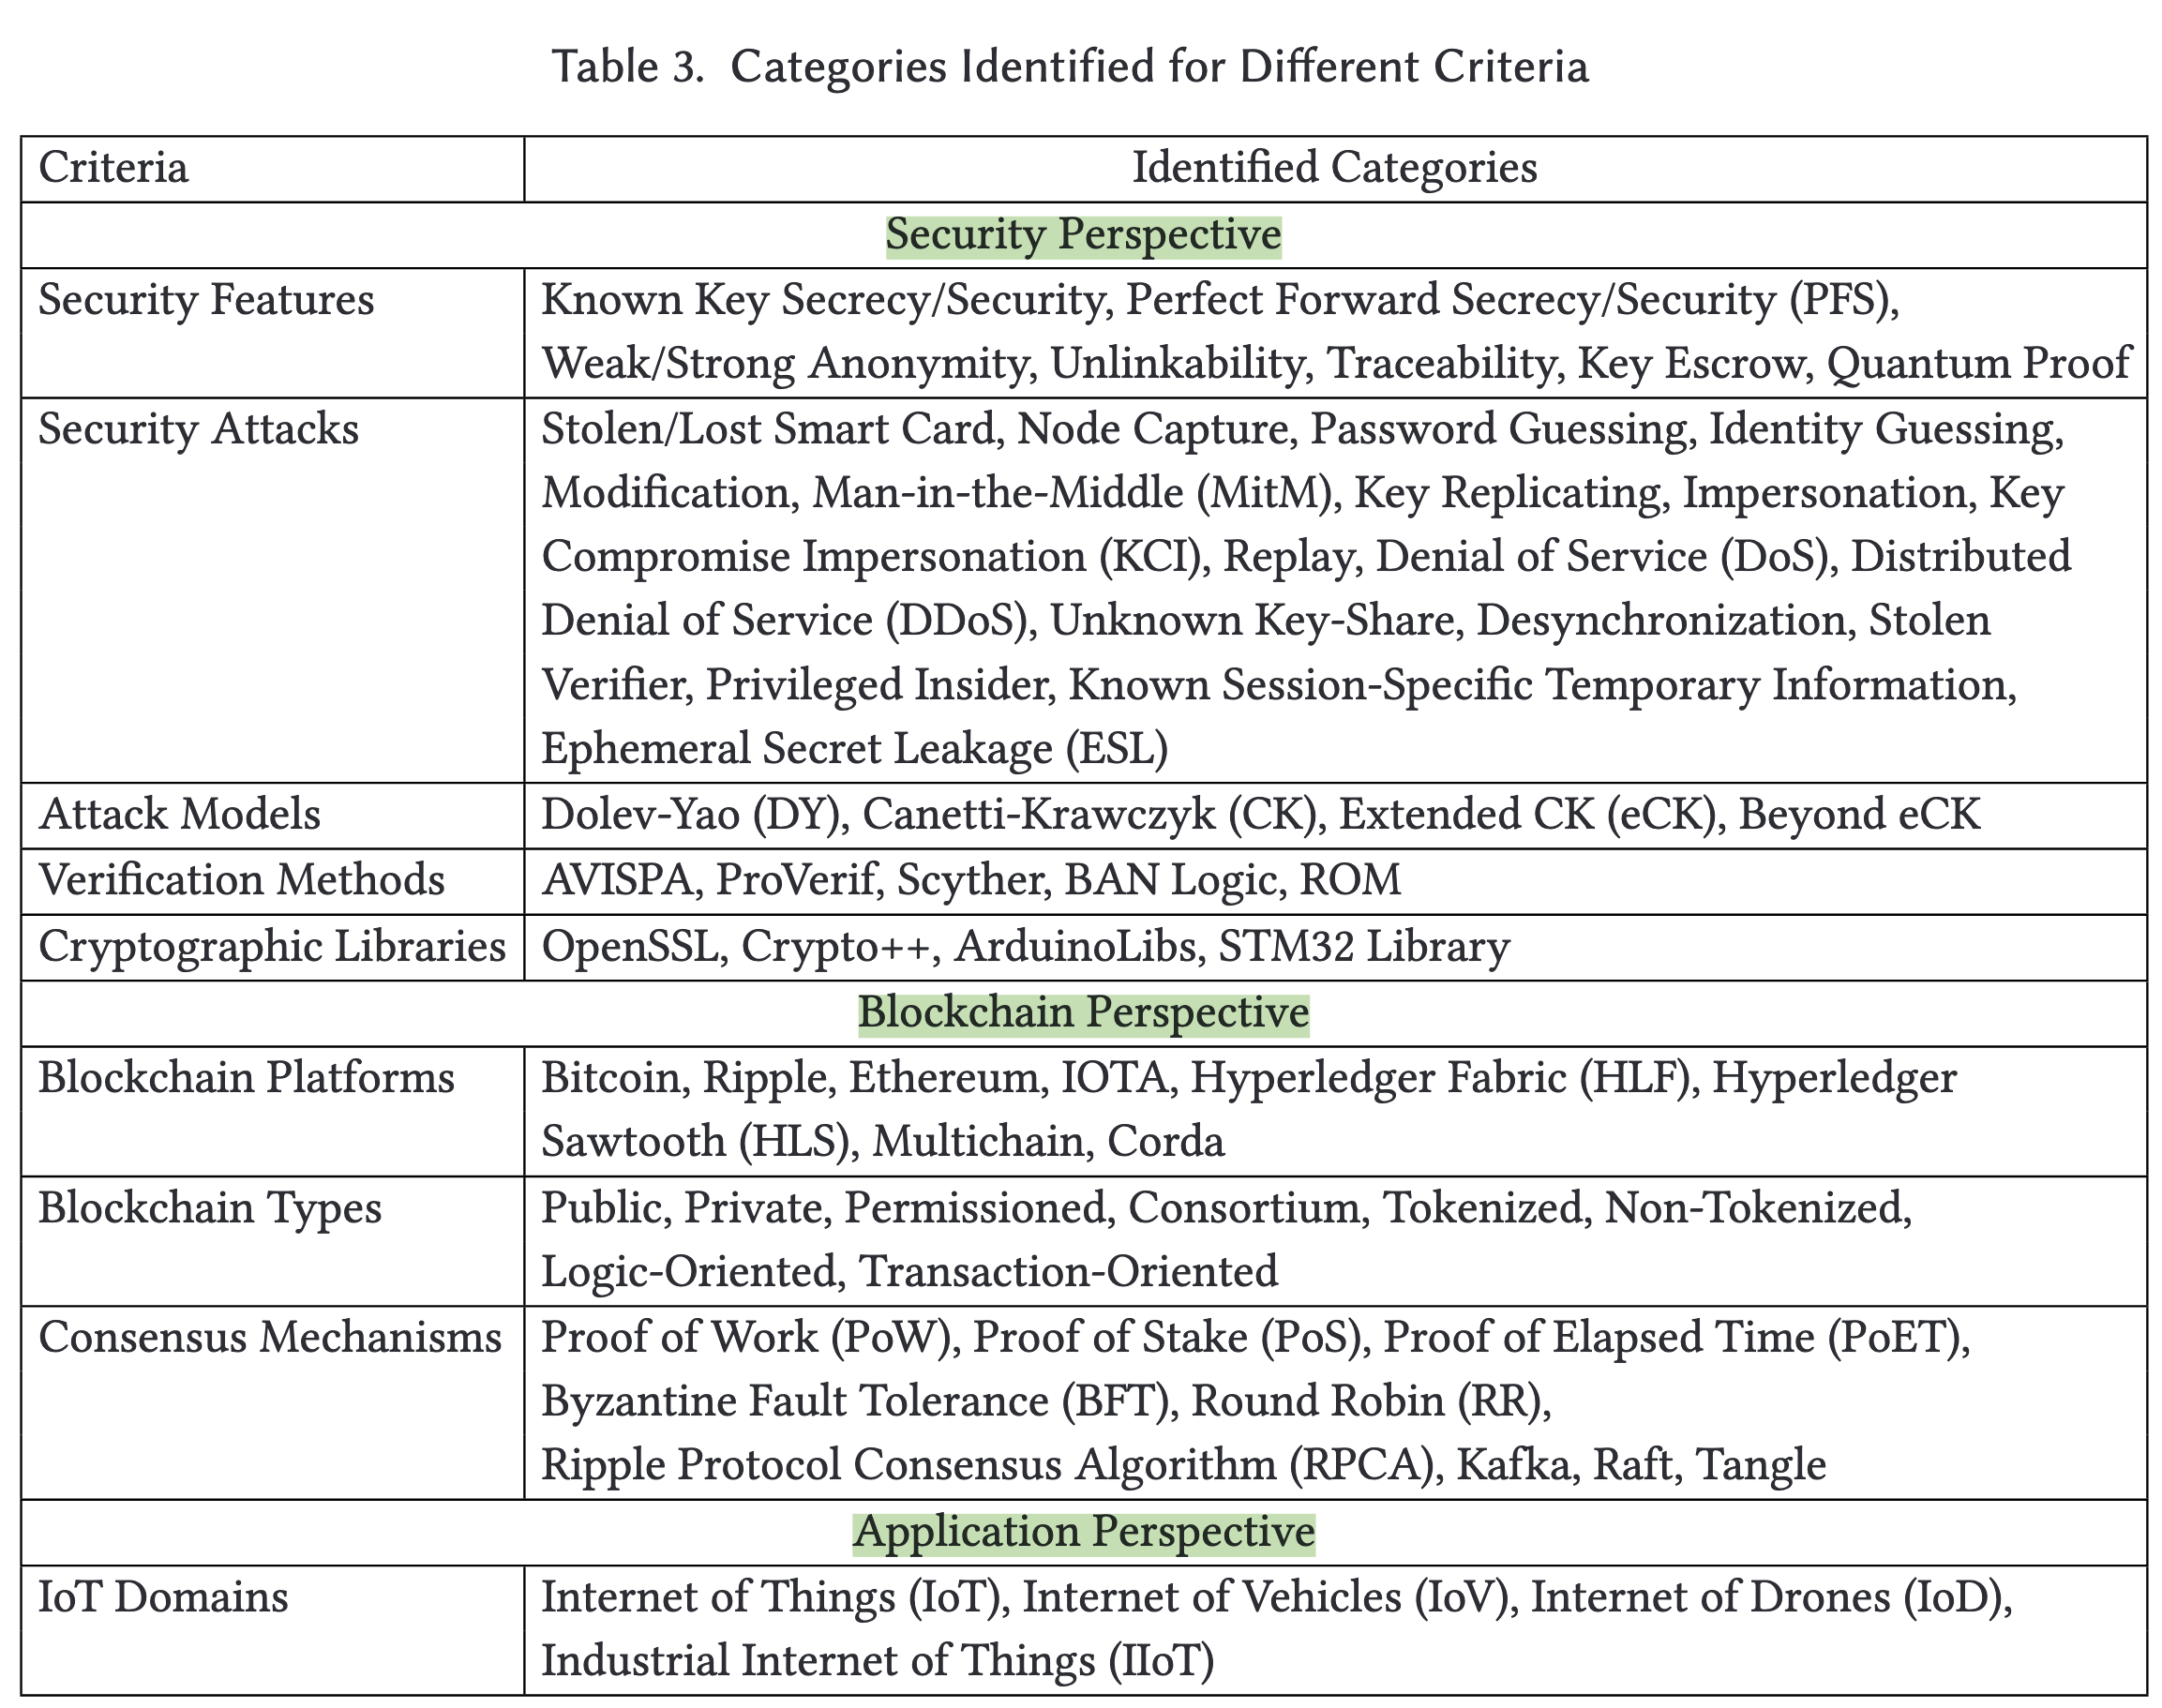 Table 3. Categories Identified for Different Criteria
Criteria Identified Categories
Security Perspective
Security Features Known Key Secrecy/Security, Perfect Forward Secrecy/Security (PFS),
Weak/Strong Anonymity, Unlinkability, Traceability, Key Escrow, Quantum Proof
Security Attacks Stolen/Lost Smart Card, Node Capture, Password Guessing, Identity Guessing,
Modification, Man-in-the-Middle (MitM), Key Replicating, Impersonation, Key
Compromise Impersonation (KCI), Replay, Denial of Service (DoS), Distributed
Denial of Service (DDoS), Unknown Key-Share, Desynchronization, Stolen
Verifier, Privileged Insider, Known Session-Specific Temporary Information,
Ephemeral Secret Leakage (ESL)
Attack Models Dolev-Yao (DY), Canetti-Krawczyk (CK), Extended CK (eCK), Beyond eCK
Verification Methods AVISPA, ProVerif, Scyther, BAN Logic, ROM
Cryptographic Libraries OpenSSL, Crypto++, ArduinoLibs, STM32 Library
Blockchain Perspective
Blockchain Platforms Bitcoin, Ripple, Ethereum, IOTA, Hyperledger Fabric (HLF), Hyperledger
Sawtooth (HLS), Multichain, Corda
Blockchain Types Public, Private, Permissioned, Consortium, Tokenized, Non-Tokenized,
Logic-Oriented, Transaction-Oriented
Consensus Mechanisms Proof of Work (PoW), Proof of Stake (PoS), Proof of Elapsed Time (PoET),
Byzantine Fault Tolerance (BFT), Round Robin (RR),
Ripple Protocol Consensus Algorithm (RPCA), Kafka, Raft, Tangle
Application Perspective
IoT Domains Internet of Things (IoT), Internet of Vehicles (IoV), Internet of Drones (IoD),
Industrial Internet of Things (IIoT)